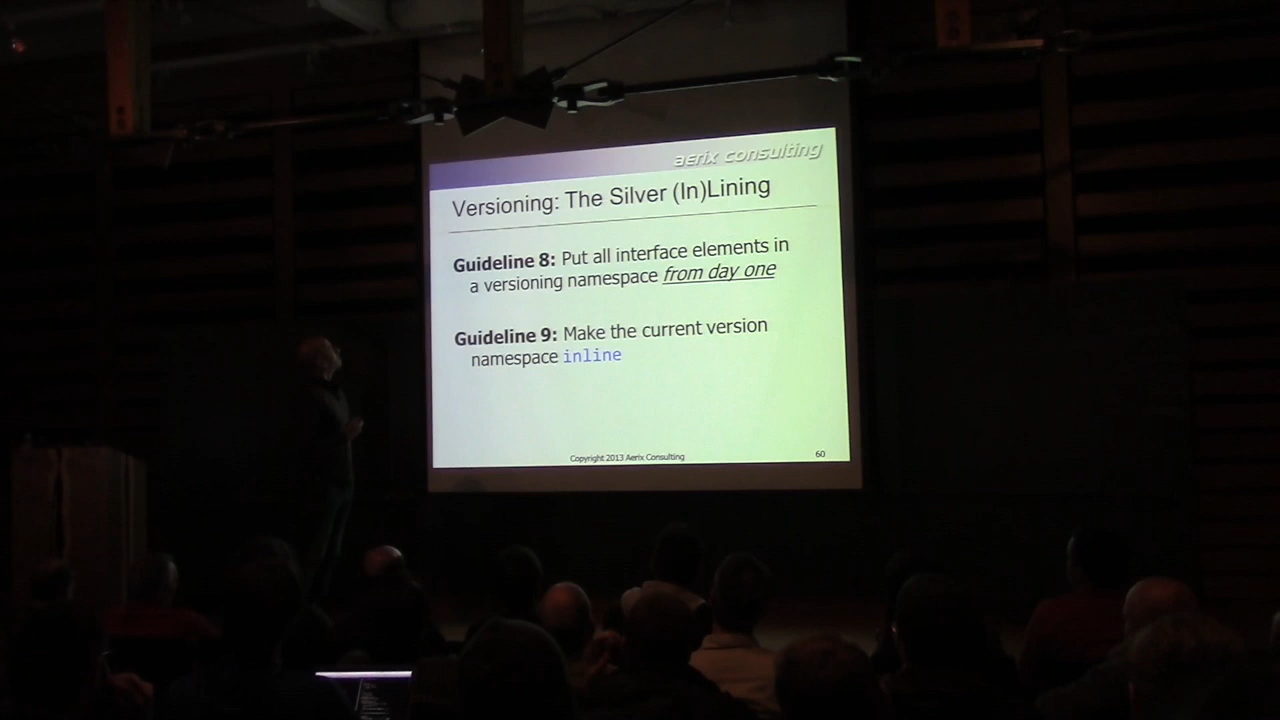 aerix consulting
Versioning: The Silver (In)Lining
Guideline 8: Put all interface elements in
a versioning namespace from day one
Guideline 9: Make the current version
namespace inline
Copyright 2013 Aerix Consulting
60